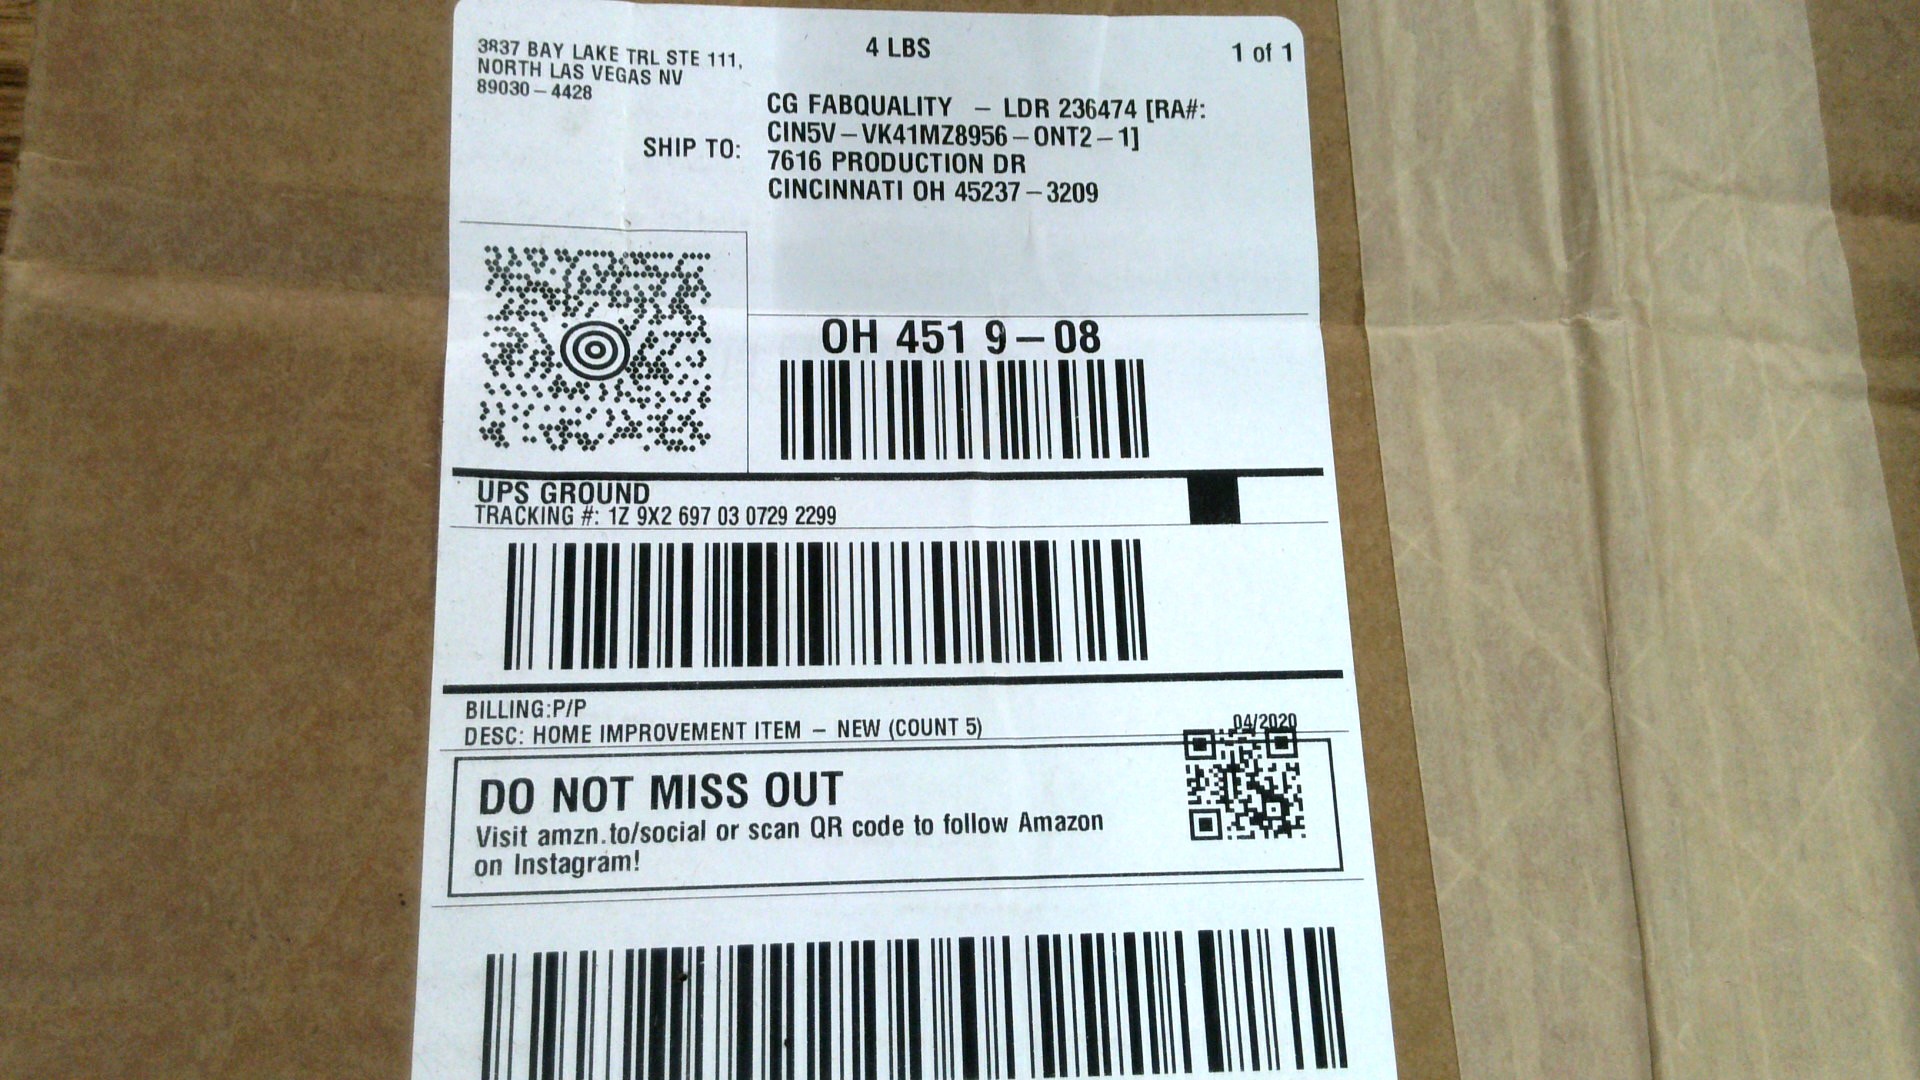 3837 BAY LAKE TRL STE 111,
NORTH LAS VEGAS NV
89030-4428
4 LBS
1 of 1
SHIP TO:
CG FABQUALITY - LDR 236474 [RA#:
CIN5V-VK41MZ8956-ONT2-1]
7616 PRODUCTION DR
CINCINNATI OH 45237-3209
OH 451 9-08
UPS GROUND
TRACKING #: 1Z 9X2 697 03 0729 2299
BILLING:P/P
DESC: HOME IMPROVEMENT ITEM - NEW (COUNT 5)
04/2020
DO NOT MISS OUT
Visit amzn.to/social or scan QR code to follow Amazon
on Instagram!